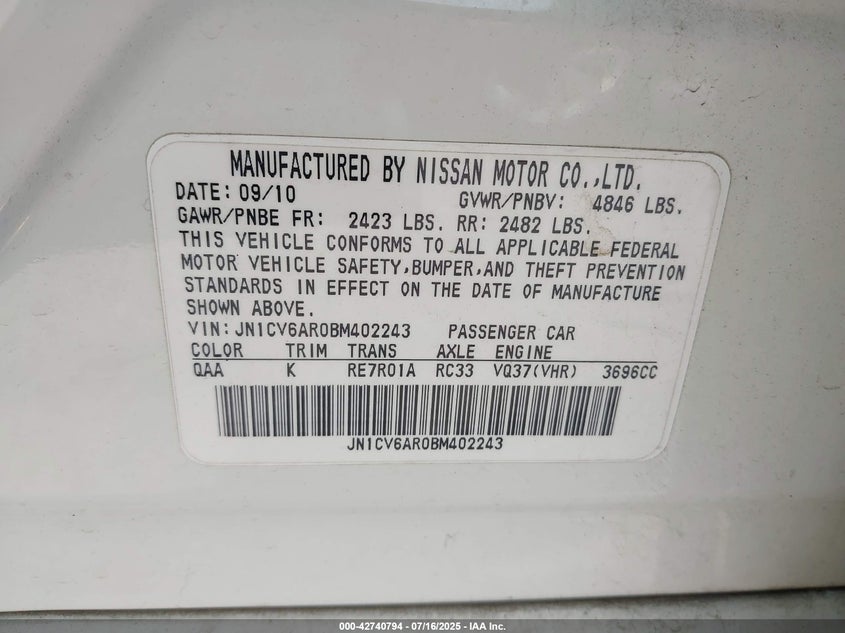 MANUFACTURED BY NISSAN MOTOR CO.,LTD.
DATE: 09/10 GVWR/PNBV: 4846 LBS.
GAWR/PNBE FR: 2423 LBS. RR: 2482 LBS.
THIS VEHICLE CONFORMS TO ALL APPLICABLE FEDERAL
MOTOR VEHICLE SAFETY,BUMPER,AND THEFT PREVENTION
STANDARDS IN EFFECT ON THE DATE OF MANUFACTURE
SHOWN ABOVE.
VIN: JN1CV6AR0BM402243 PASSENGER CAR
COLOR TRIM TRANS AXLE ENGINE
QAA K RE7R01A RC33 VQ37(VHR) 3696CC
JN1CV6AR0BM402243
000-42740794 - 07/16/2025 - IAA Inc.